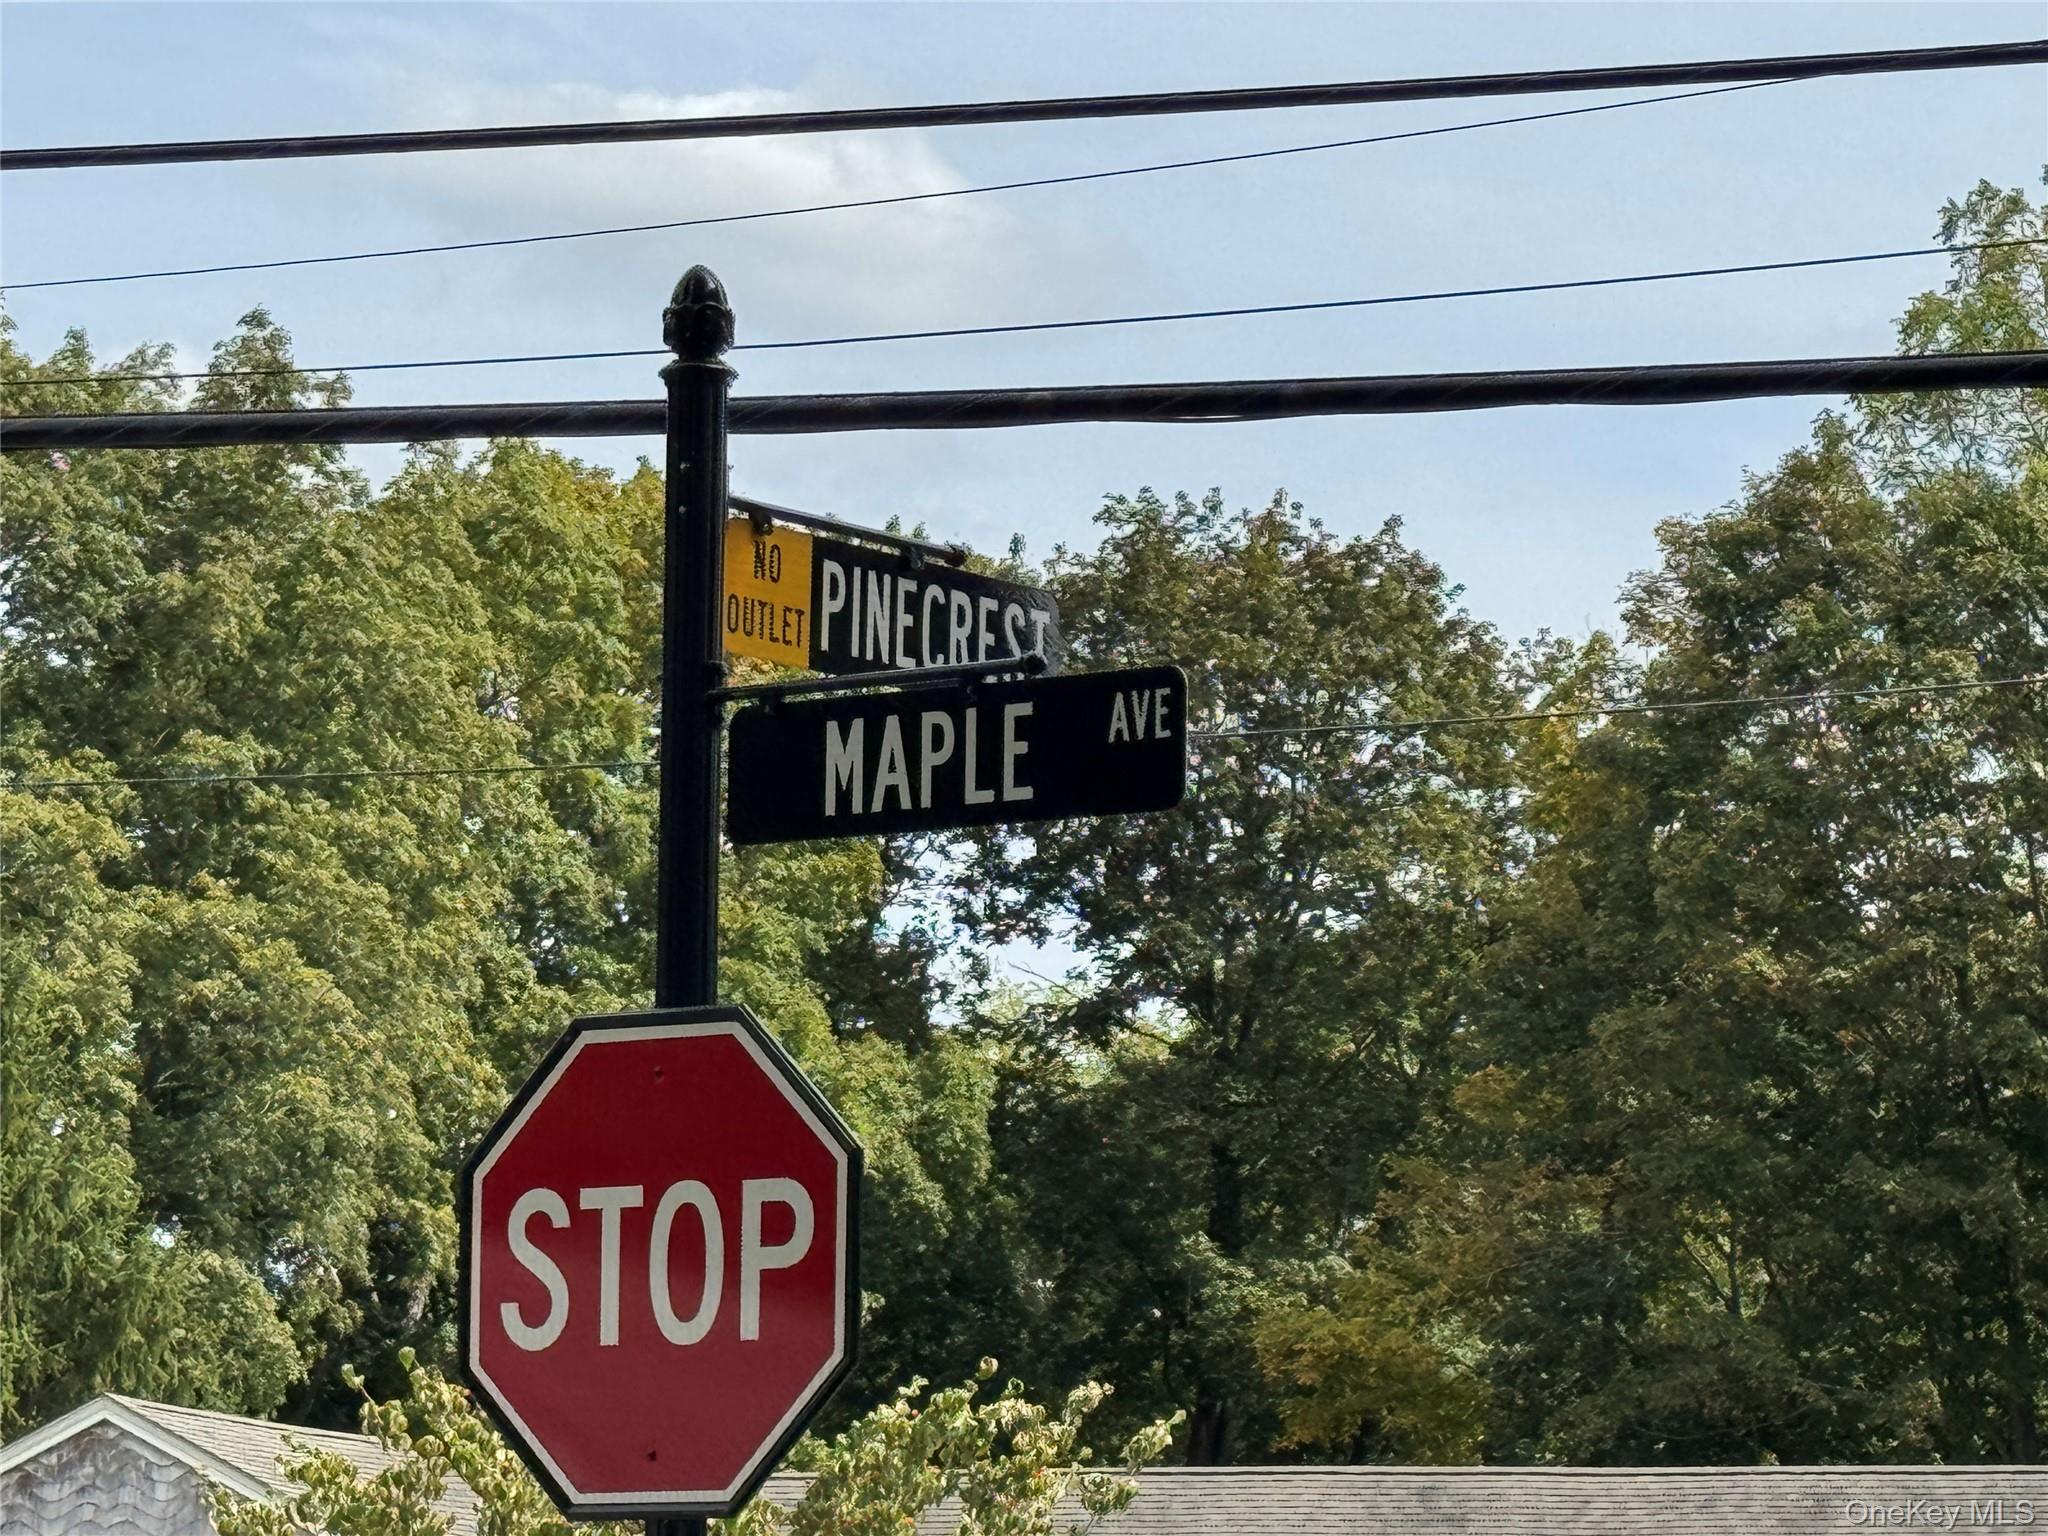 NO
OUTLET
PINECREST
MAPLE AVE
STOP
OneKey MLS